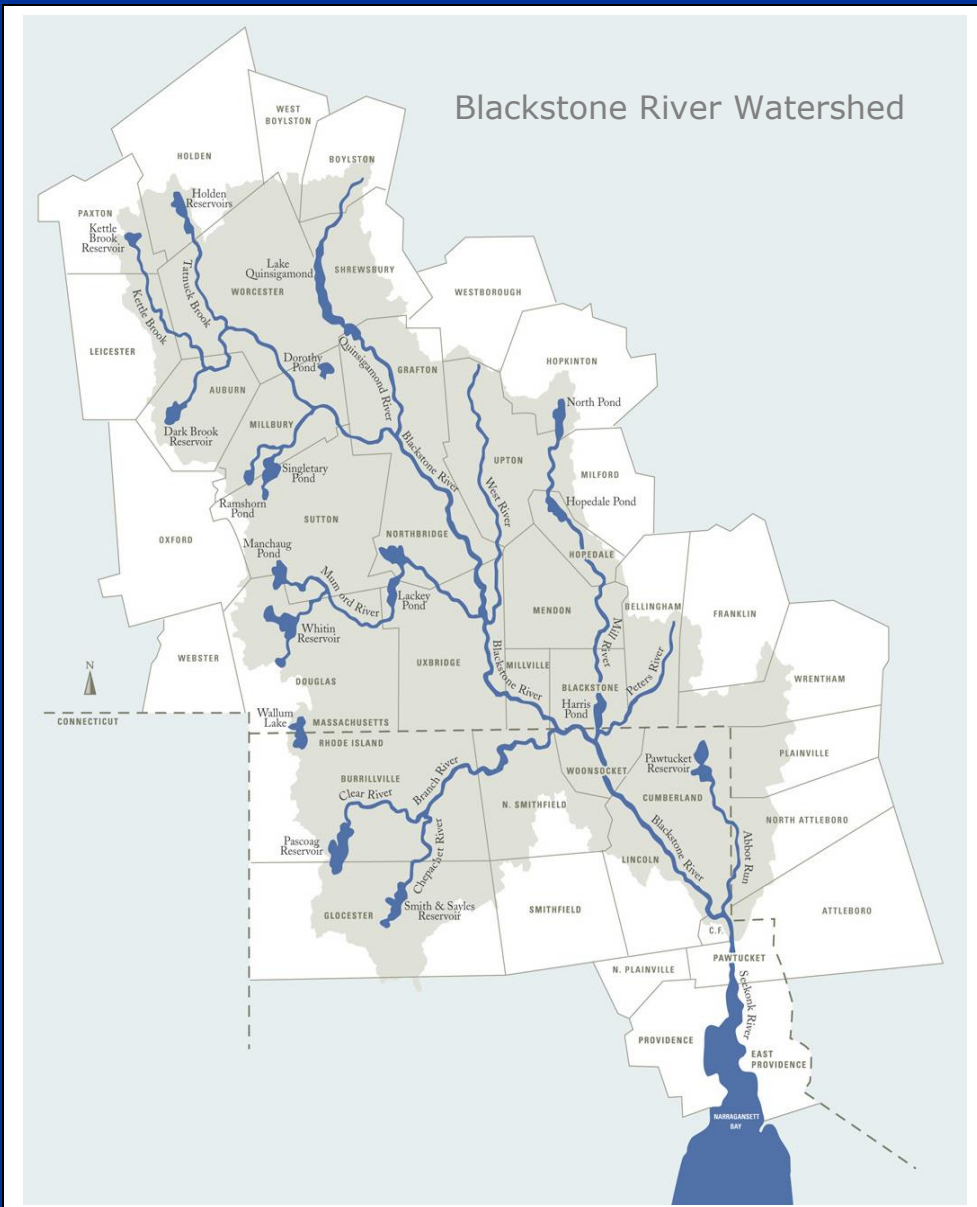 Blackstone River Watershed
WEST
BOYLSTON
HOLDEN
BOYLSTON
Holden
Reservoirs
PAXTON
Kettle
Brook
Reservoir
Lake
Quinsigamond
SHREWSBURY
WORCESTER
WESTBOROUGH
Tatnuck Brook
Kettle Brook
LEICESTER
Dorothy
Pond
Quinsigamond River
GRAFTON
HOPKINTON
AUBURN
North Pond
MILLBURY
Dark Brook
Reservoir
Blackstone River
UPTON
Singletary
Pond
MILFORD
West River
Ramshorn
Pond
Hopedale Pond
SUTTON
OXFORD
Manchaug
Pond
NORTHBRIDGE
HOPEDALE
Mum ord River
Lackey
Pond
MENDON
BELLINGHAM
FRANKLIN
Whitin
Reservoir
Mill River
WEBSTER
UXBRIDGE
Blackstone River
MILLVILLE
N
DOUGLAS
BLACKSTONE
Peters River
WRENTHAM
Harris
Pond
Wallum
Lake
CONNECTICUT
MASSACHUSETTS
RHODE ISLAND
PLAINVILLE
Pawtucket
Reservoir
WOONSOCKET
BURRILLVILLE
Branch River
Clear River
N. SMITHFIELD
CUMBERLAND
NORTH ATTLEBORO
Blackstone River
Pascoag
Reservoir
Chepachet River
LINCOLN
Abbot Run
Smith & Sayles
Reservoir
GLOCESTER
SMITHFIELD
ATTLEBORO
C.F.
PAWTUCKET
N. PLAINVILLE
Seekonk River
PROVIDENCE
EAST
PROVIDENCE
NARRAGANSETT
BAY